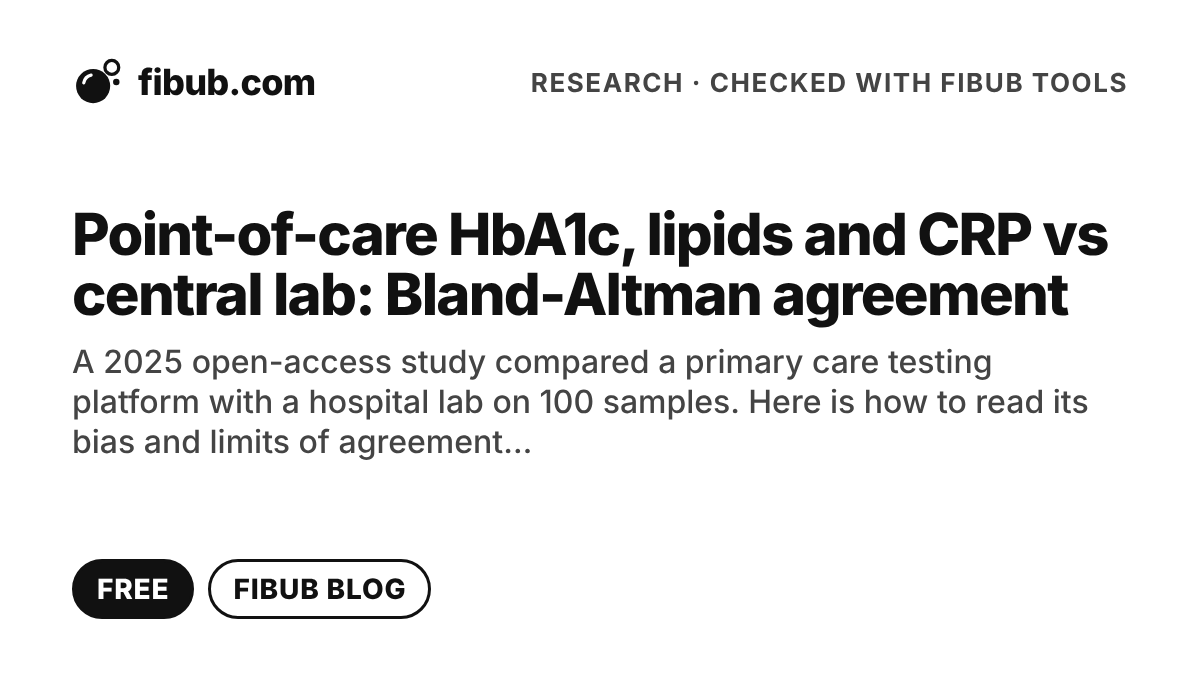 fibub.com
RESEARCH · CHECKED WITH FIBUB TOOLS
Point-of-care HbA1c, lipids and CRP vs
central lab: Bland-Altman agreement
A 2025 open-access study compared a primary care testing
platform with a hospital lab on 100 samples. Here is how to read its
bias and limits of agreement...
FREE
FIBUB BLOG